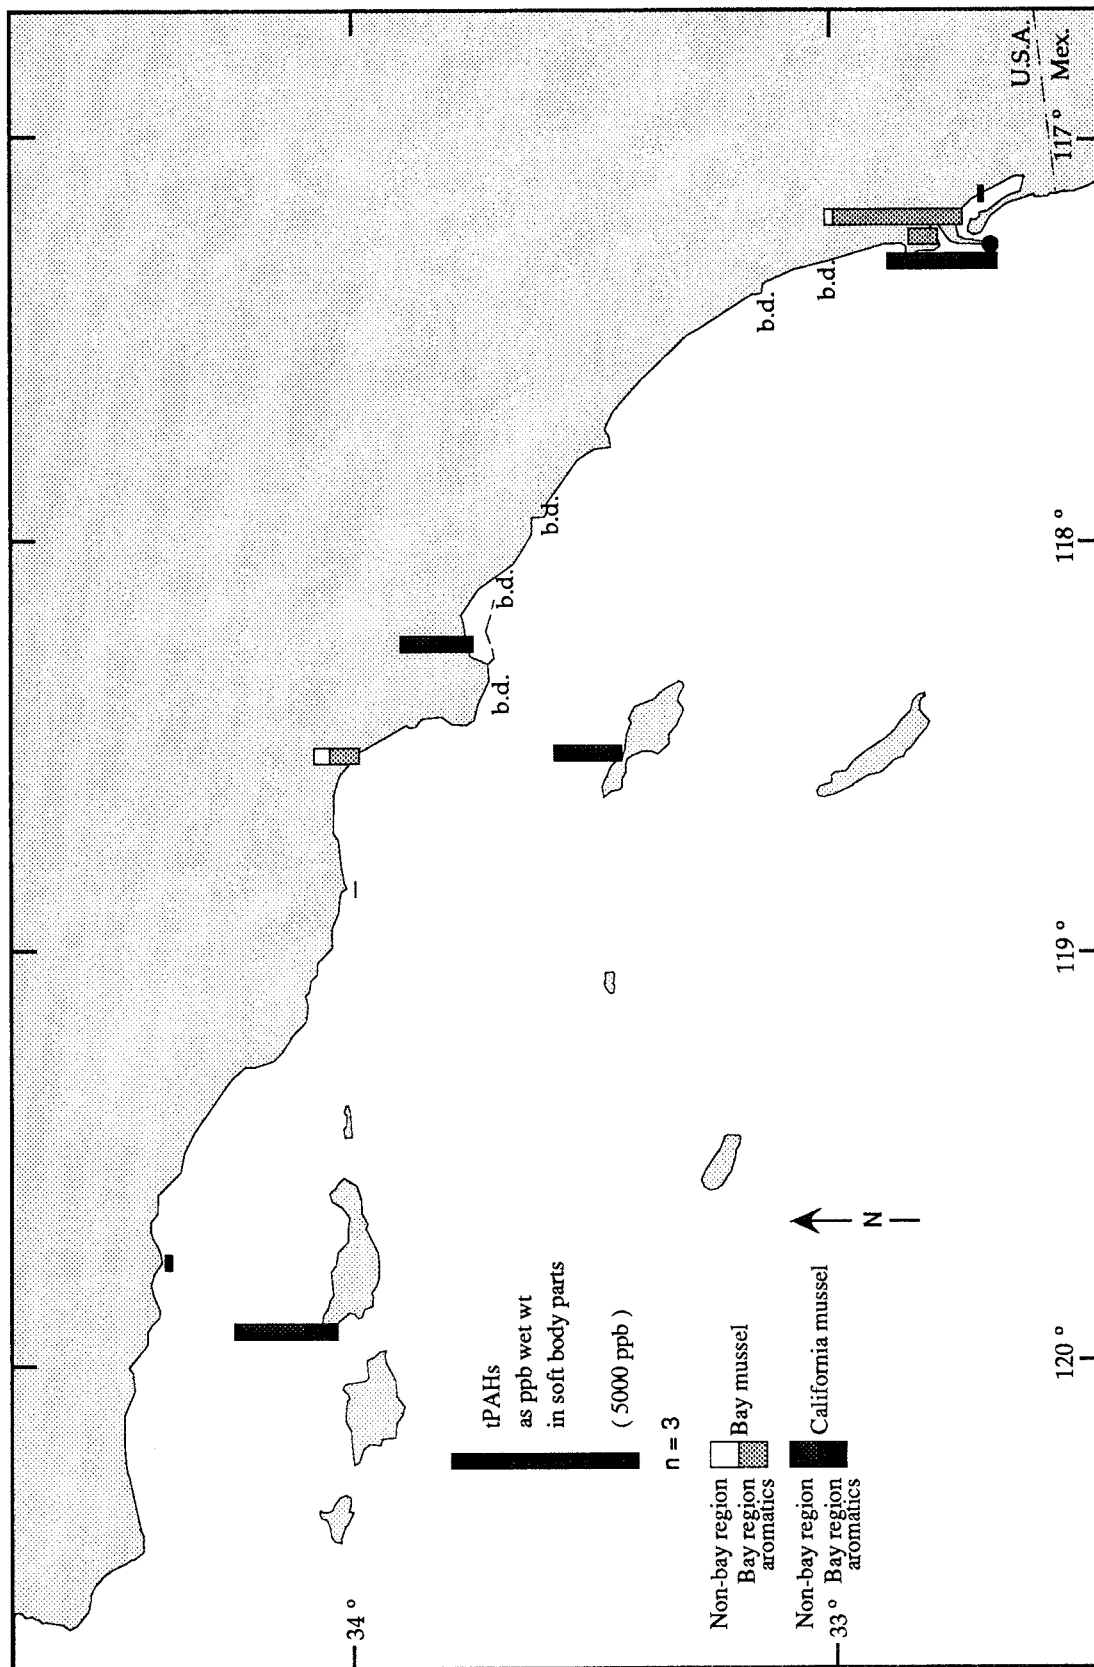 U.S.A.
Mex.
b.d.
b.d.
b.d.
b.d.
b.d.
tPAHs
as ppb wet wt
in soft body parts
( 5000 ppb )
n = 3
Non-bay region
Bay region
aromatics
Bay mussel
Non-bay region
Bay region
aromatics
California mussel
N
34 °
33 °
120 °
119 °
118 °
117 °